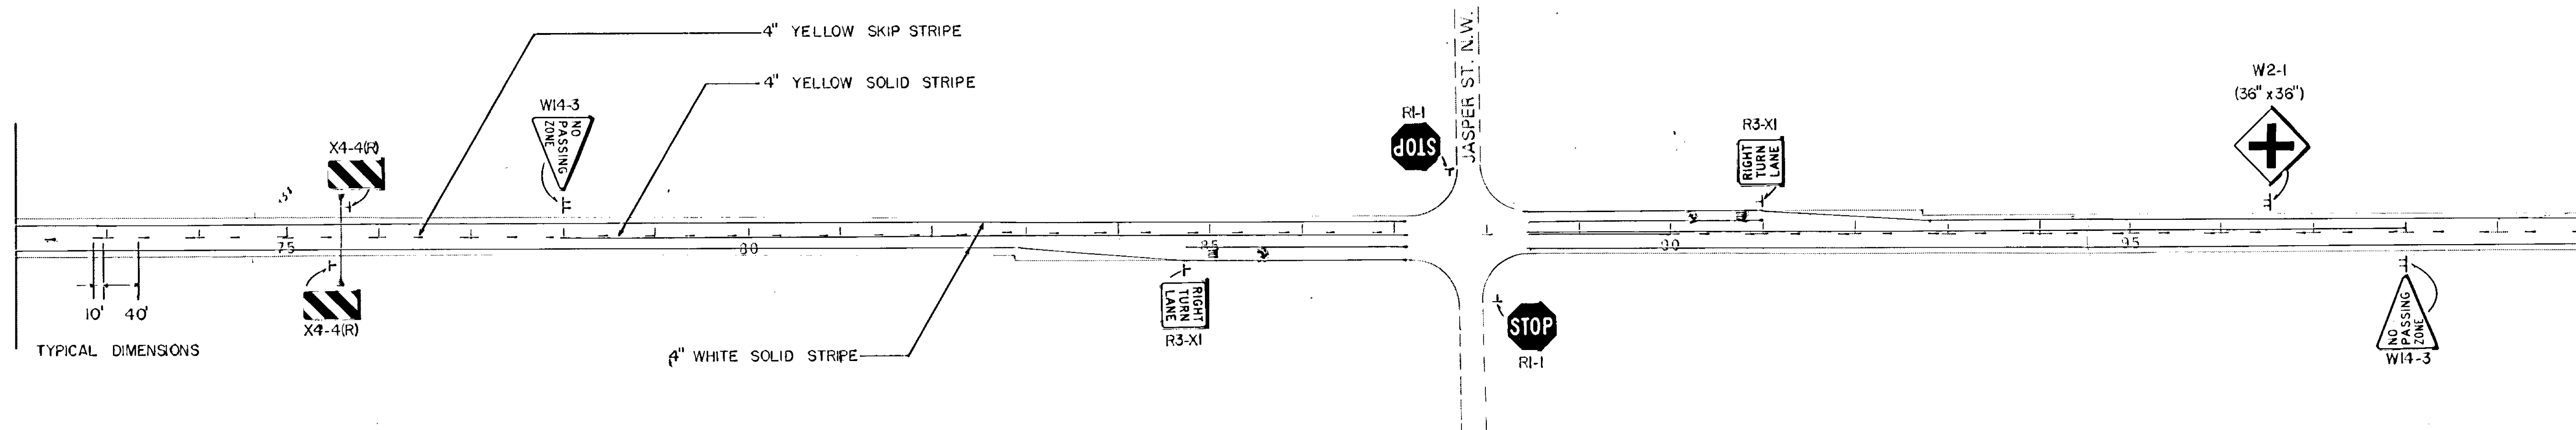 4" YELLOW SKIP STRIPE
4" YELLOW SOLID STRIPE
W14-3
NO
PASSING
ZONE
X4-4(R)
JASPER ST. N.W.
R1-1
STOP
R3-X1
RIGHT
TURN
LANE
W2-1
(36" x 36")
75
80
85
90
95
10'
40'
TYPICAL DIMENSIONS
X4-4(R)
4" WHITE SOLID STRIPE
RIGHT
TURN
LANE
R3-X1
STOP
R1-1
NO
PASSING
ZONE
W14-3